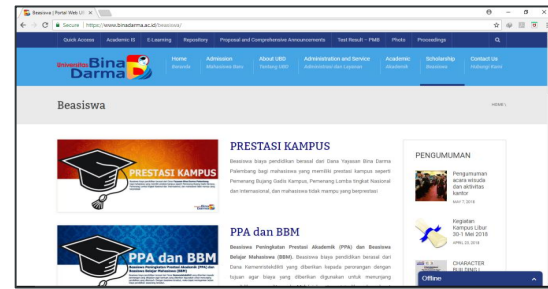 Beasiswa | Portal Web U
Secure | https://www.binadarma.ac.id/beasiswa/
Quick Access Academic IS E-Learning Repository Proposal and Comprehensive Announcements Test Result - PMB Photo Proceedings
Universitas Bina Darma
Home Admission About UBD Administration and Service Academic Scholarship Contact Us
Beranda Mahasiswa Baru Tentang UBD Administrasi dan Layanan Akademik Beasiswa Hubungi Kami
Beasiswa
HOME \
PRESTASI KAMPUS
PRESTASI KAMPUS
Beasiswa biaya pendidikan berasal dari Dana Yayasan Bina Darma
Palembang bagi mahasiswa yang memiliki prestasi kampus seperti
Pemenang Bujang Gadis Kampus, Pemenang Lomba tingkat Nasional
dan internasional, dan mahasiswa tidak mampu yang berprestasi
PPA dan BBM
PPA dan BBM
Beasiswa Peningkatan Prestasi Akademik (PPA) dan Beasiswa
Belajar Mahasiswa (BBM). Beasiswa biaya pendidikan berasal dari
Dana Kemenristekdikti yang diberikan kepada perorangan dengan
tujuan agar biaya yang diberikan digunakan untuk menunjang
PENGUMUMAN
Pengumuman
acara wisuda
dan aktivitas
kantor
MAY 7, 2018
Kegiatan
Kampus Libur
30-1 Mei 2018
APRIL 23, 2018
CHARACTER
BUILDING
Offline